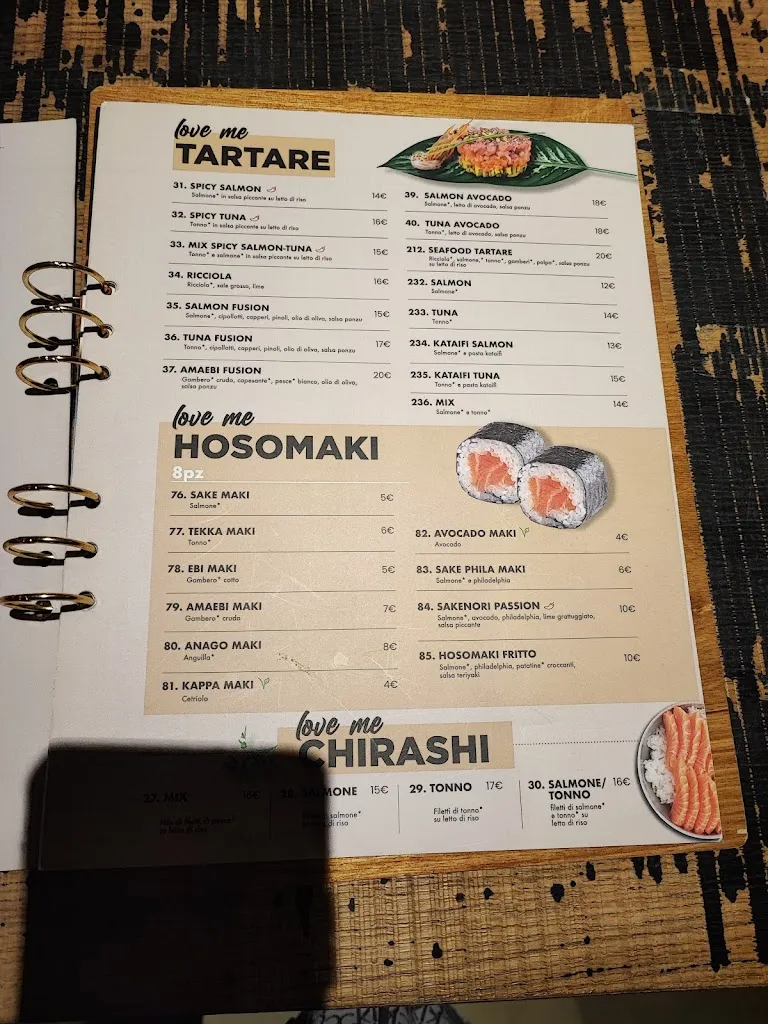 love me
TARTARE
31. SPICY SALMON
Salmone* in salsa piccante su letto di riso
14€
32. SPICY TUNA
Tonno* in salsa piccante su letto di riso
16€
33. MIX SPICY SALMON-TUNA
Tonno* e salmone* in salsa piccante su letto di riso
15€
34. RICCIOLA
Ricciola*, sale grosso, lime
16€
35. SALMON FUSION
Salmone*, cipollotti, capperi, pinoli, olio di oliva, salsa ponzu
15€
36. TUNA FUSION
Tonno*, cipollotti, capperi, pinoli, olio di oliva, salsa ponzu
17€
37. AMAEBI FUSION
Gambero* crudo, capesante*, pesce* bianco, olio di oliva,
salsa ponzu
20€
39. SALMON AVOCADO
Salmone*, letto di avocado, salsa ponzu
18€
40. TUNA AVOCADO
Tonno*, letto di avocado, salsa ponzu
18€
212. SEAFOOD TARTARE
Ricciola*, salmone,* tonno*, gamberi*, polpo*, salsa ponzu
su letto di riso
20€
232. SALMON
Salmone*
12€
233. TUNA
Tonno*
14€
234. KATAIFI SALMON
Salmone* e pasta kataifi
13€
235. KATAIFI TUNA
Tonno* e pasta kataifi
15€
236. MIX
Salmone* e tonno*
14€
love me
HOSOMAKI
8pz
76. SAKE MAKI
Salmone*
5€
77. TEKKA MAKI
Tonno*
6€
78. EBI MAKI
Gambero* cotto
5€
79. AMAEBI MAKI
Gambero* crudo
7€
80. ANAGO MAKI
Anguilla*
8€
81. KAPPA MAKI
Cetriolo
4€
82. AVOCADO MAKI
Avocado
4€
83. SAKE PHILA MAKI
Salmone* e philadelphia
6€
84. SAKENORI PASSION
Salmone*, avocado, philadelphia, lime grattuggiato,
salsa piccante
10€
85. HOSOMAKI FRITTO
Salmone*, philadelphia, patatine* croccanti,
salsa teriyaki
10€
love me
CHIRASHI
27. MIX
16€
su letto di riso
28. SALMONE
15€
salmone*
di riso
29. TONNO
17€
Filetti di tonno*
su letto di riso
30. SALMONE/
TONNO
16€
filetti di salmone*
e tonno* su
letto di riso